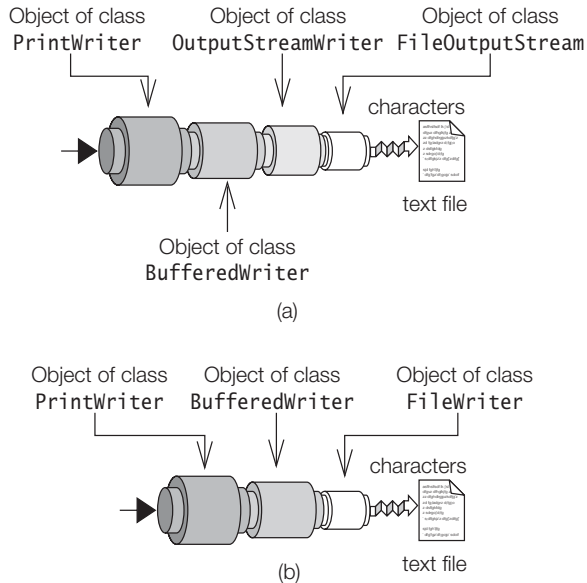 Object of class
PrintWriter
Object of class
OutputStreamWriter
Object of class
FileOutputStream
characters
text file
Object of class
BufferedWriter
(a)
Object of class
PrintWriter
Object of class
BufferedWriter
Object of class
FileWriter
characters
text file
(b)